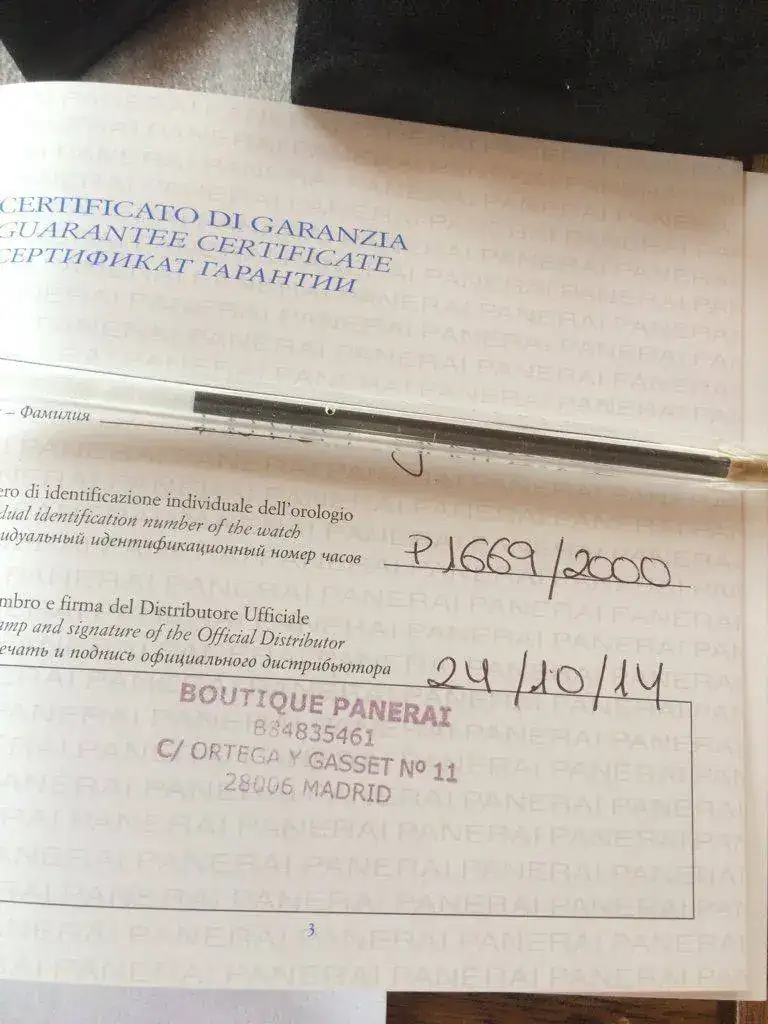 CERTIFICATO DI GARANZIA
GUARANTEE CERTIFICATE
СЕРТИФИКАТ ГАРАНТИИ
– Фамилия
ero di identificazione individuale dell'orologio
dual identification number of the watch
идуальный идентификационный номер часов P1669/2000
mbro e firma del Distributore Ufficiale
amp and signature of the Official Distributor
ечать и подпись официального дистрибьютора 24/10/14
BOUTIQUE PANERAI
B84835461
C/ ORTEGA Y GASSET Nº 11
28006 MADRID
3